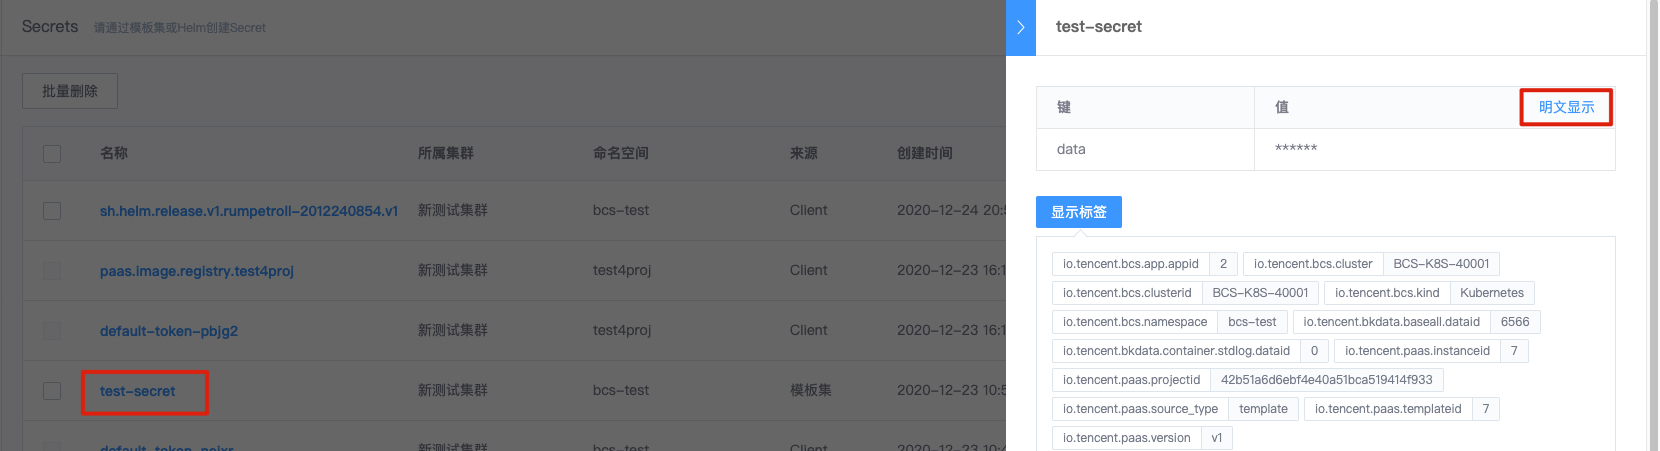 Secrets 请通过模板集或Helm创建Secret
批量删除
名称 所属集群 命名空间 来源 创建时间
sh.helm.release.v1.rumpetroll-2012240854.v1 新测试集群 bcs-test Client 2020-12-24 20:5
paas.image.registry.test4proj 新测试集群 test4proj Client 2020-12-23 16:1
default-token-pbjg2 新测试集群 test4proj Client 2020-12-23 16:1
test-secret 新测试集群 bcs-test 模板集 2020-12-23 10:5
新测试集群 bcs-test Client 2020-12-23 10:4
test-secret
键 值 明文显示
data ******
显示标签
io.tencent.bcs.app.appid 2 io.tencent.bcs.cluster BCS-K8S-40001
io.tencent.bcs.clusterid BCS-K8S-40001 io.tencent.bcs.kind Kubernetes
io.tencent.bcs.namespace bcs-test io.tencent.bkdata.baseall.dataid 6566
io.tencent.bkdata.container.stdlog.dataid 0 io.tencent.paas.instanceid 7
io.tencent.paas.projectid 42b51a6d6ebf4e40a51bca519414f933
io.tencent.paas.source_type template io.tencent.paas.templateid 7
io.tencent.paas.version v1